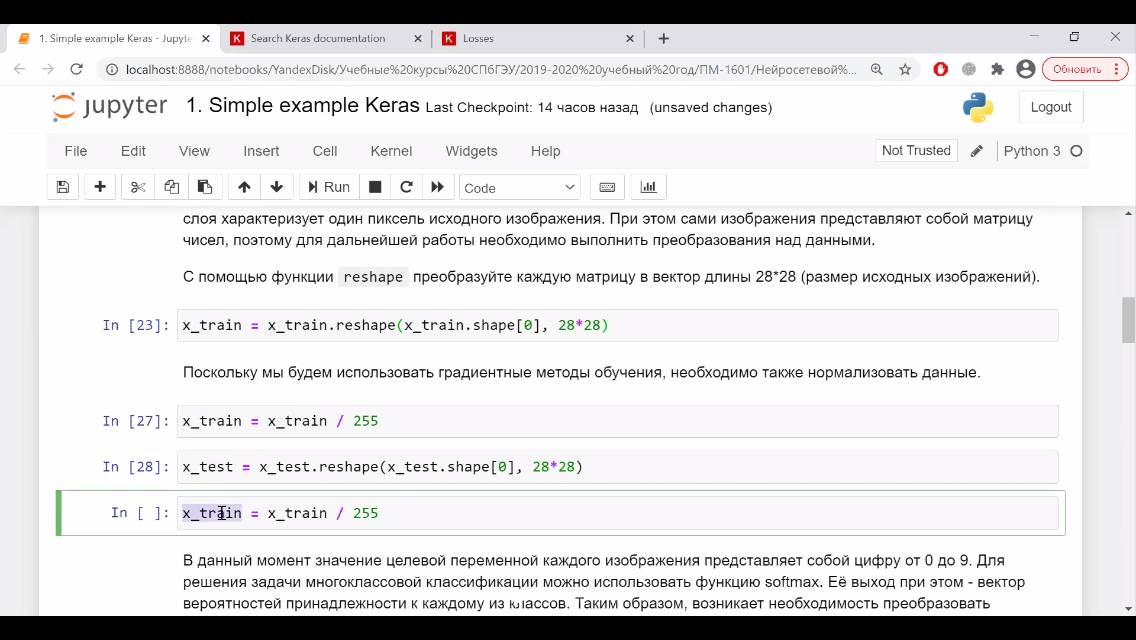 1. Simple example Keras - Jupyte
Search Keras documentation
Losses
localhost:8888/notebooks/YandexDisk/Учебные%20курсы%20СПбГЭУ/2019-2020%20учебный%20год/ПМ-1601/Нейросетевой%...
Обновить
jupyter 1. Simple example Keras Last Checkpoint: 14 часов назад (unsaved changes)
Logout
File Edit View Insert Cell Kernel Widgets Help
Not Trusted
Python 3
Run
Code
слоя характеризует один пиксель исходного изображения. При этом сами изображения представляют собой матрицу
чисел, поэтому для дальнейшей работы необходимо выполнить преобразования над данными.
С помощью функции reshape преобразуйте каждую матрицу в вектор длины 28*28 (размер исходных изображений).
In [23]: x_train = x_train.reshape(x_train.shape[0], 28*28)
Поскольку мы будем использовать градиентные методы обучения, необходимо также нормализовать данные.
In [27]: x_train = x_train / 255
In [28]: x_test = x_test.reshape(x_test.shape[0], 28*28)
In [ ]: x_train = x_train / 255
В данный момент значение целевой переменной каждого изображения представляет собой цифру от 0 до 9. Для
решения задачи многоклассовой классификации можно использовать функцию softmax. Её выход при этом - вектор
вероятностей принадлежности к каждому из классов. Таким образом, возникает необходимость преобразовать